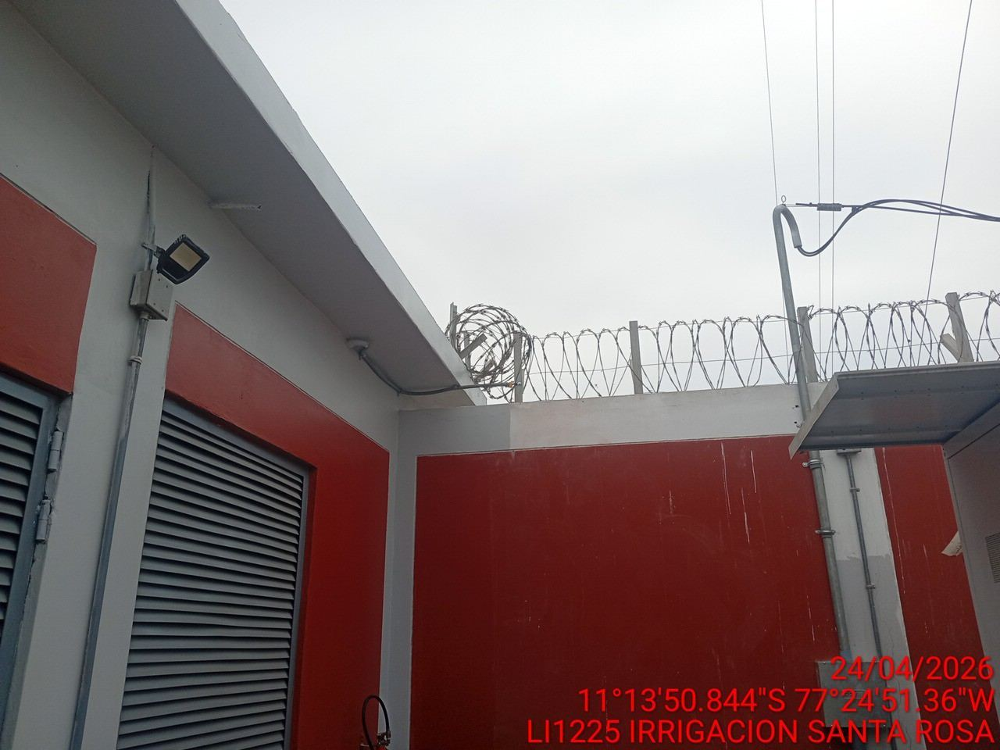 24/04/2026
11°13'50.844"S 77°24'51.36"W
LI1225 IRRIGACION SANTA ROSA